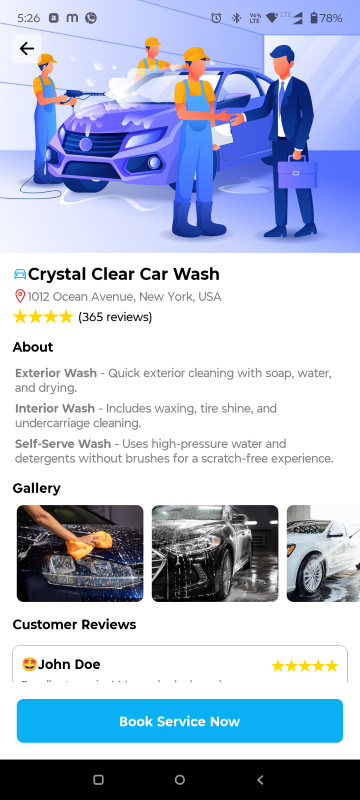 5:26
78%
Crystal Clear Car Wash
1012 Ocean Avenue, New York, USA
(365 reviews)
About
Exterior Wash - Quick exterior cleaning with soap, water,
and drying.
Interior Wash - Includes waxing, tire shine, and
undercarriage cleaning.
Self-Serve Wash - Uses high-pressure water and
detergents without brushes for a scratch-free experience.
Gallery
Customer Reviews
John Doe
Book Service Now